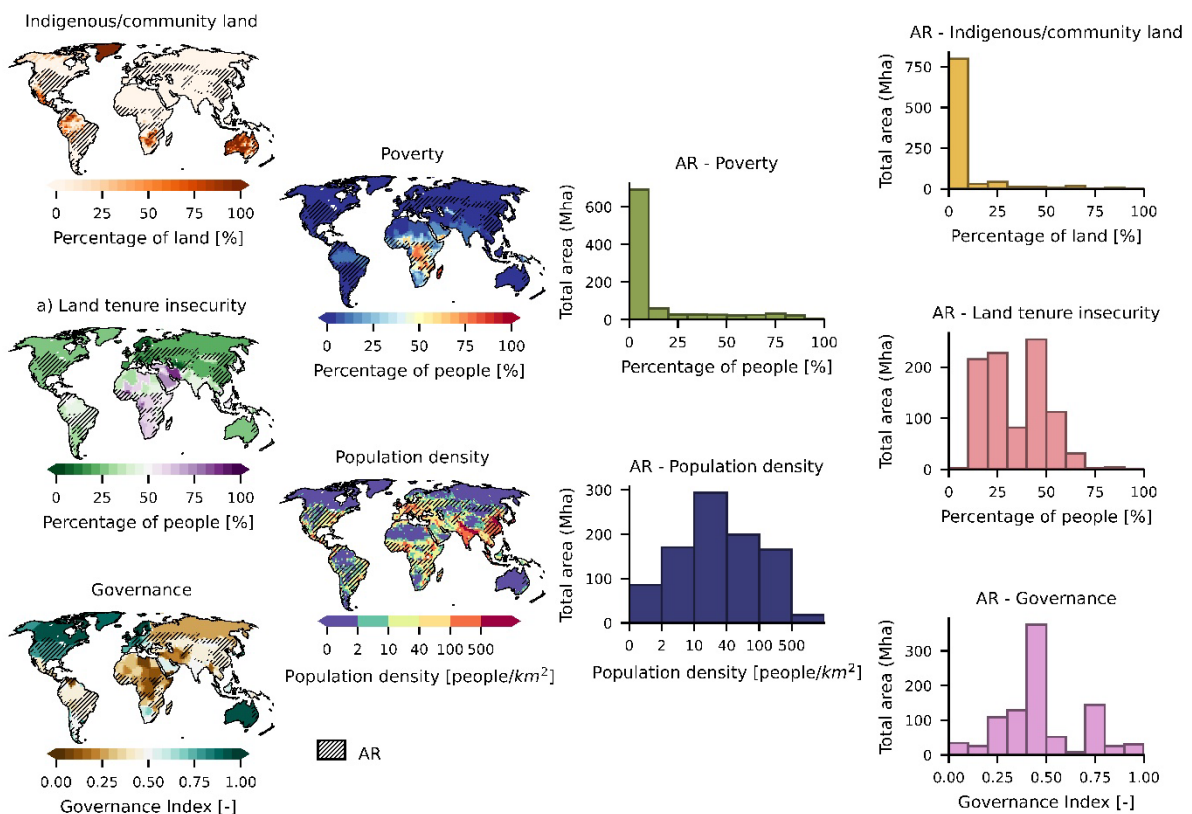 Indigenous/community land
0 25 50 75 100
Percentage of land [%]
a) Land tenure insecurity
0 25 50 75 100
Percentage of people [%]
Governance
0.00 0.25 0.50 0.75 1.00
Governance Index [-]
Poverty
0 25 50 75 100
Percentage of people [%]
Population density
0 2 10 40 100 500
Population density [people/km²]
AR
AR - Poverty
Total area (Mha)
600
400
200
0
0 25 50 75 100
Percentage of people [%]
AR - Population density
Total area (Mha)
300
200
100
0
0 2 10 40 100 500
Population density [people/km²]
AR - Indigenous/community land
Total area (Mha)
750
500
250
0
0 25 50 75 100
Percentage of land [%]
AR - Land tenure insecurity
Total area (Mha)
200
100
0
0 25 50 75 100
Percentage of people [%]
AR - Governance
Total area (Mha)
300
200
100
0
0.00 0.25 0.50 0.75 1.00
Governance Index [-]